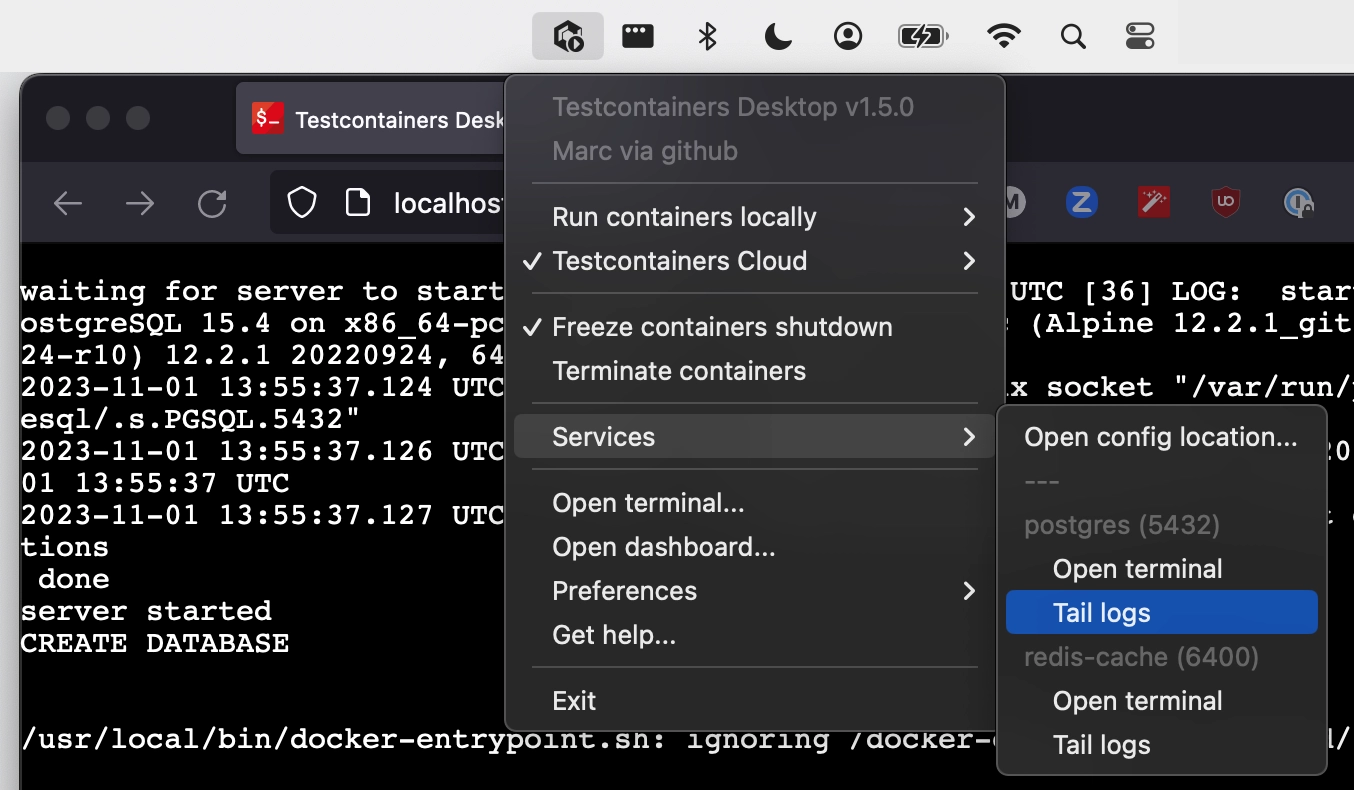 Testcontainers Desk
localhos
Testcontainers Desktop v1.5.0
Marc via github
Run containers locally
Testcontainers Cloud
Freeze containers shutdown
Terminate containers
Services
Open terminal...
Open dashboard...
Preferences
Get help...
Exit
Open config location...
---
postgres (5432)
Open terminal
Tail logs
redis-cache (6400)
Open terminal
Tail logs
waiting for server to start UTC [36] LOG:  star
ostgreSQL 15.4 on x86_64-pc (Alpine 12.2.1_git
24-r10) 12.2.1 20220924, 64
2023-11-01 13:55:37.124 UTC x socket "/var/run/
esql/.s.PGSQL.5432"
2023-11-01 13:55:37.126 UTC 20
01 13:55:37 UTC
2023-11-01 13:55:37.127 UTC
tions
done
server started
CREATE DATABASE
/usr/local/bin/docker-entrypoint.sh: ignoring /docker-